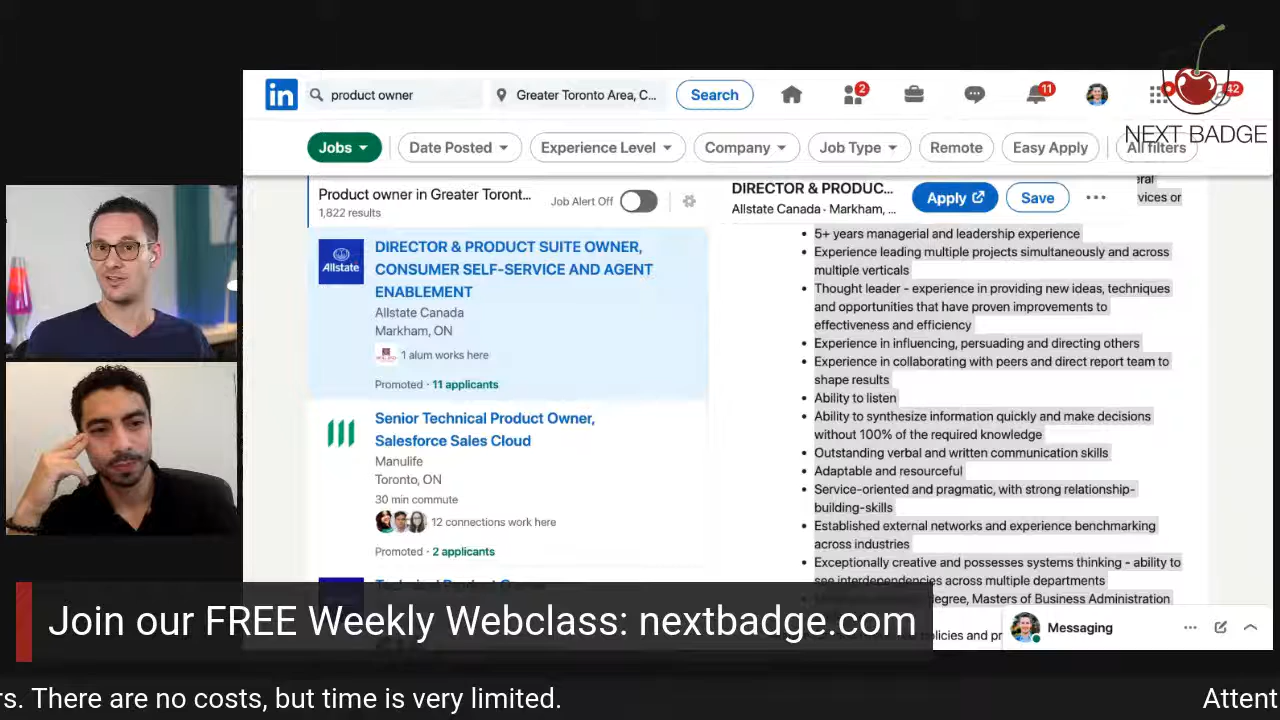 in
product owner
Greater Toronto Area, C...
Search
2
11
42
NEXT BADGE
Jobs
Date Posted
Experience Level
Company
Job Type
Remote
Easy Apply
All filters
Product owner in Greater Toront...
1,822 results
Job Alert Off
DIRECTOR & PRODUC...
Allstate Canada · Markham, ...
Apply
Save
vices or
Allstate
DIRECTOR & PRODUCT SUITE OWNER,
CONSUMER SELF-SERVICE AND AGENT
ENABLEMENT
Allstate Canada
Markham, ON
1 alum works here
Promoted · 11 applicants
Senior Technical Product Owner,
Salesforce Sales Cloud
Manulife
Toronto, ON
30 min commute
12 connections work here
Promoted · 2 applicants
• 5+ years managerial and leadership experience
• Experience leading multiple projects simultaneously and across
multiple verticals
• Thought leader - experience in providing new ideas, techniques
and opportunities that have proven improvements to
effectiveness and efficiency
• Experience in influencing, persuading and directing others
• Experience in collaborating with peers and direct report team to
shape results
• Ability to listen
• Ability to synthesize information quickly and make decisions
without 100% of the required knowledge
• Outstanding verbal and written communication skills
• Adaptable and resourceful
• Service-oriented and pragmatic, with strong relationship-
building-skills
• Established external networks and experience benchmarking
across industries
• Exceptionally creative and possesses systems thinking - ability to
see interdependencies across multiple departments
degree, Masters of Business Administration
olicies and pr
Messaging
Join our FREE Weekly Webclass: nextbadge.com
rs. There are no costs, but time is very limited.
Attent